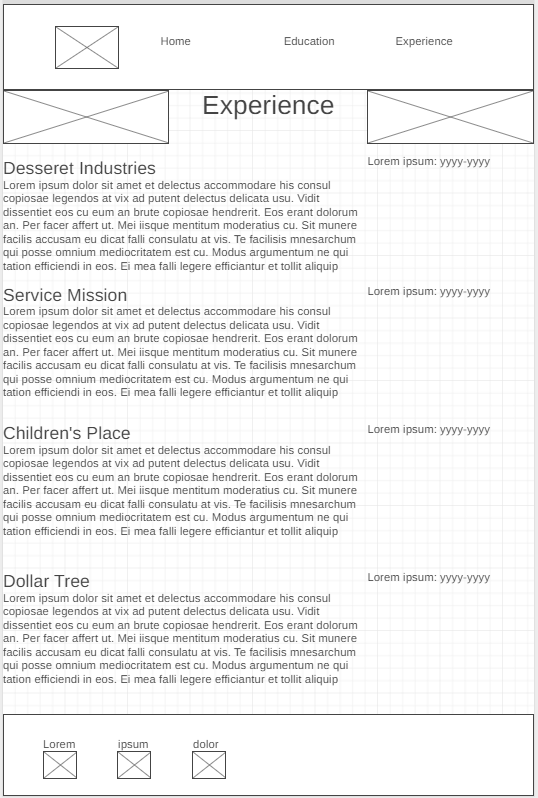 Home Education Experience
Experience
Desseret Industries
Lorem ipsum: yyyy-yyyy
Lorem ipsum dolor sit amet et delectus accommodare his consul
copiosae legendos at vix ad putent delectus delicata usu. Vidit
dissentiet eos cu eum an brute copiosae hendrerit. Eos erant dolorum
an. Per facer affert ut. Mei iisque mentitum moderatius cu. Sit munere
facilis accusam eu dicat falli consulatu at vis. Te facilisis mnesarchum
qui posse omnium mediocritatem est cu. Modus argumentum ne qui
tation efficiendi in eos. Ei mea falli legere efficiantur et tollit aliquip
Service Mission
Lorem ipsum: yyyy-yyyy
Lorem ipsum dolor sit amet et delectus accommodare his consul
copiosae legendos at vix ad putent delectus delicata usu. Vidit
dissentiet eos cu eum an brute copiosae hendrerit. Eos erant dolorum
an. Per facer affert ut. Mei iisque mentitum moderatius cu. Sit munere
facilis accusam eu dicat falli consulatu at vis. Te facilisis mnesarchum
qui posse omnium mediocritatem est cu. Modus argumentum ne qui
tation efficiendi in eos. Ei mea falli legere efficiantur et tollit aliquip
Children's Place
Lorem ipsum: yyyy-yyyy
Lorem ipsum dolor sit amet et delectus accommodare his consul
copiosae legendos at vix ad putent delectus delicata usu. Vidit
dissentiet eos cu eum an brute copiosae hendrerit. Eos erant dolorum
an. Per facer affert ut. Mei iisque mentitum moderatius cu. Sit munere
facilis accusam eu dicat falli consulatu at vis. Te facilisis mnesarchum
qui posse omnium mediocritatem est cu. Modus argumentum ne qui
tation efficiendi in eos. Ei mea falli legere efficiantur et tollit aliquip
Dollar Tree
Lorem ipsum: yyyy-yyyy
Lorem ipsum dolor sit amet et delectus accommodare his consul
copiosae legendos at vix ad putent delectus delicata usu. Vidit
dissentiet eos cu eum an brute copiosae hendrerit. Eos erant dolorum
an. Per facer affert ut. Mei iisque mentitum moderatius cu. Sit munere
facilis accusam eu dicat falli consulatu at vis. Te facilisis mnesarchum
qui posse omnium mediocritatem est cu. Modus argumentum ne qui
tation efficiendi in eos. Ei mea falli legere efficiantur et tollit aliquip
Lorem ipsum dolor